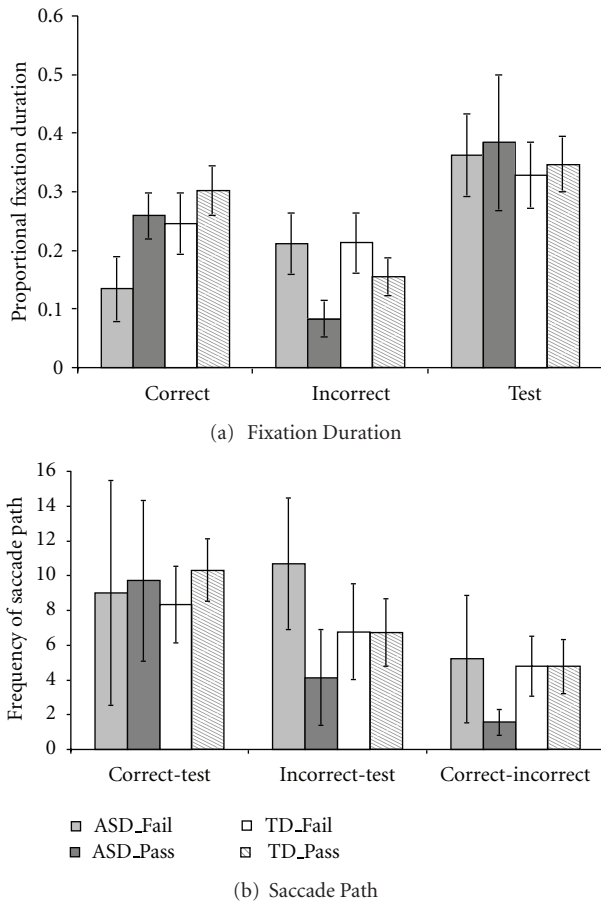 0.6
0.5
0.4
0.3
0.2
0.1
0
Proportional fixation duration
Correct Incorrect Test
(a) Fixation Duration
16
14
12
10
8
6
4
2
0
Frequency of saccade path
Correct-test Incorrect-test Correct-incorrect
ASD_Fail TD_Fail
ASD_Pass TD_Pass
(b) Saccade Path